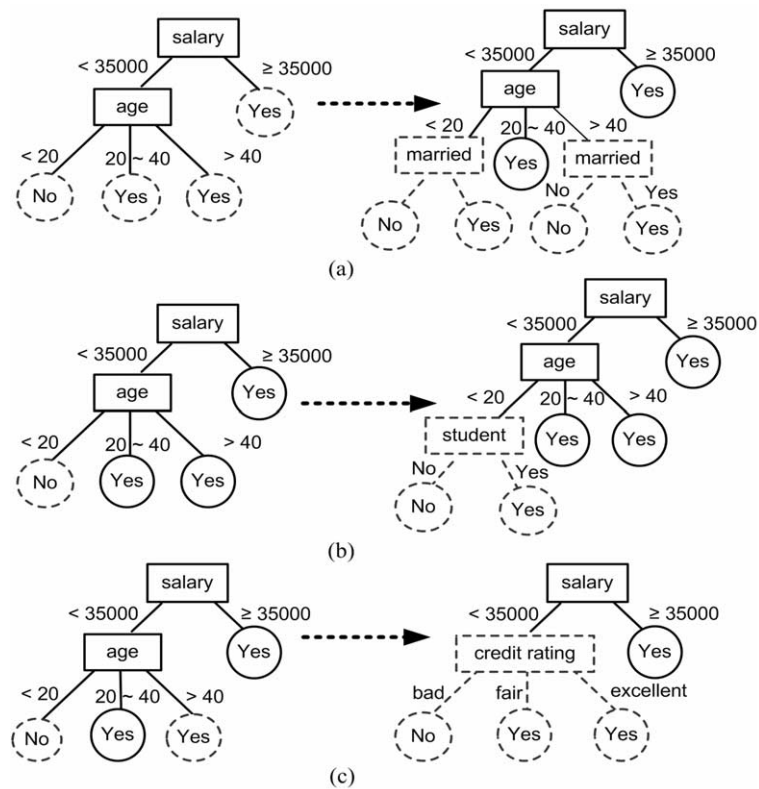 salary
salary
< 35000
≥ 35000
< 35000
≥ 35000
age
Yes
age
Yes
< 20
20 ~ 40
> 40
< 20
20 ~ 40
> 40
married
Yes
married
No
Yes
Yes
No
Yes
No
Yes
No
Yes
(a)
salary
salary
< 35000
≥ 35000
< 35000
≥ 35000
age
Yes
age
Yes
< 20
20 ~ 40
> 40
< 20
20 ~ 40
> 40
student
Yes
Yes
No
Yes
Yes
No
Yes
No
Yes
(b)
salary
salary
< 35000
≥ 35000
< 35000
≥ 35000
age
Yes
credit rating
Yes
< 20
20 ~ 40
> 40
bad
fair
excellent
No
Yes
Yes
No
Yes
Yes
(c)